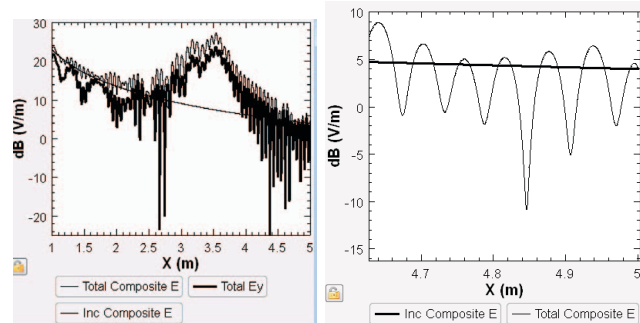 30
20
10
0
-10
-20
dB (V/m)
1 1.5 2 2.5 3 3.5 4 4.5 5
X (m)
Total Composite E Total Ey
Inc Composite E
10
5
0
-5
-10
-15
dB (V/m)
4.7 4.8 4.9 5
X (m)
Inc Composite E Total Composite E